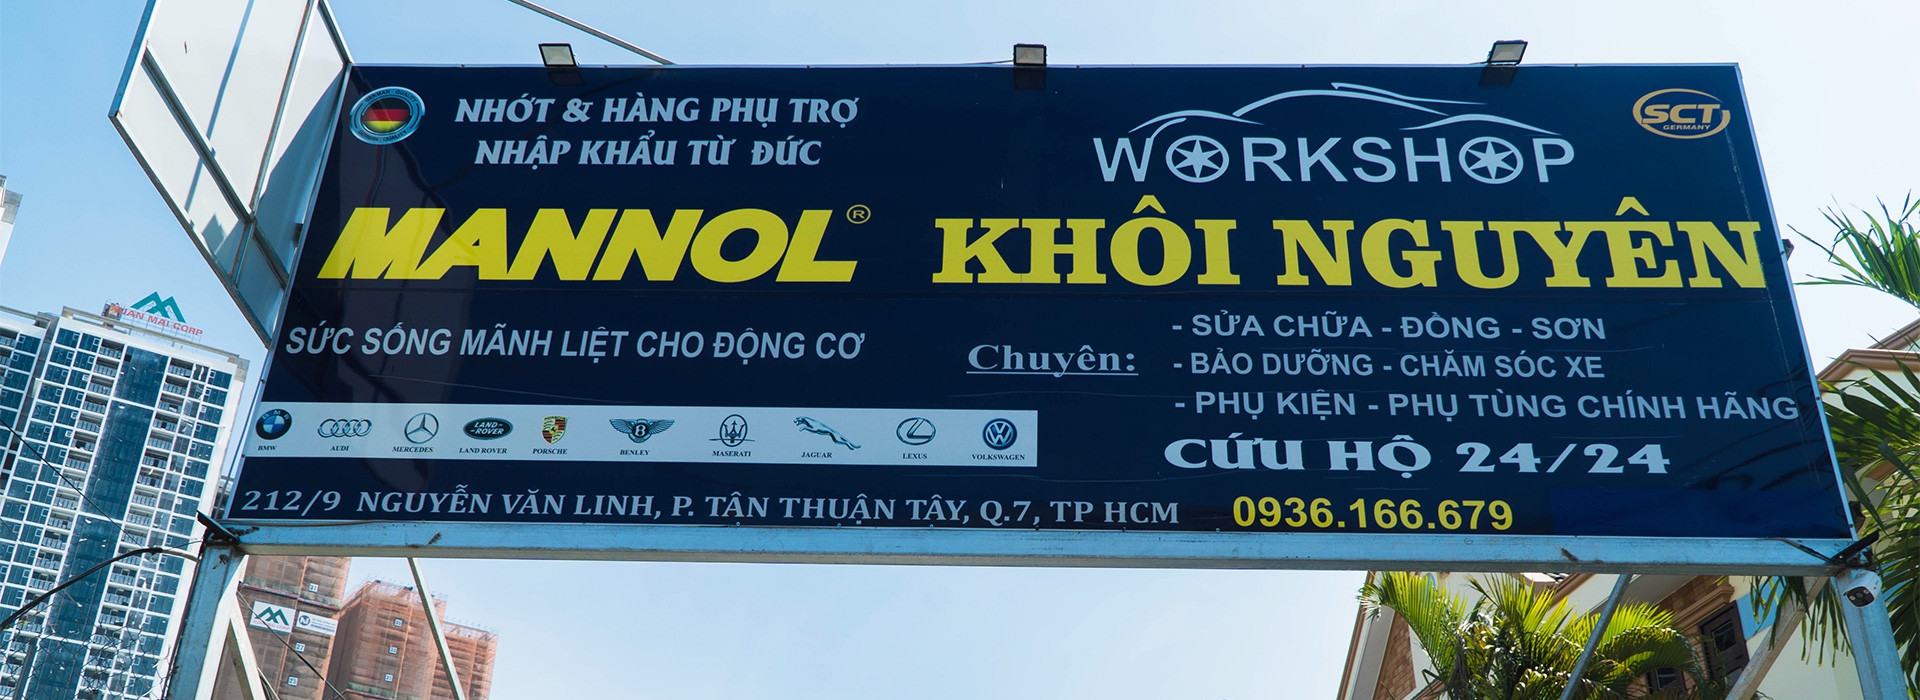 NHỚT & HÀNG PHỤ TRỢ
NHẬP KHẨU TỪ ĐỨC
MANNOL®
SỨC SỐNG MÃNH LIỆT CHO ĐỘNG CƠ
BMW AUDI MERCEDES LAND ROVER PORSCHE BENLEY MASERATI JAGUAR LEXUS VOLKSWAGEN
WORKSHOP
SCT
GERMANY
KHÔI NGUYÊN
Chuyên:
- SỬA CHỮA - ĐỒNG - SƠN
- BẢO DƯỠNG - CHĂM SÓC XE
- PHỤ KIỆN - PHỤ TÙNG CHÍNH HÃNG
CỨU HỘ 24/24
212/9 NGUYỄN VĂN LINH, P. TÂN THUẬN TÂY, Q.7, TP HCM 0936.166.679
XUAN MAI CORP